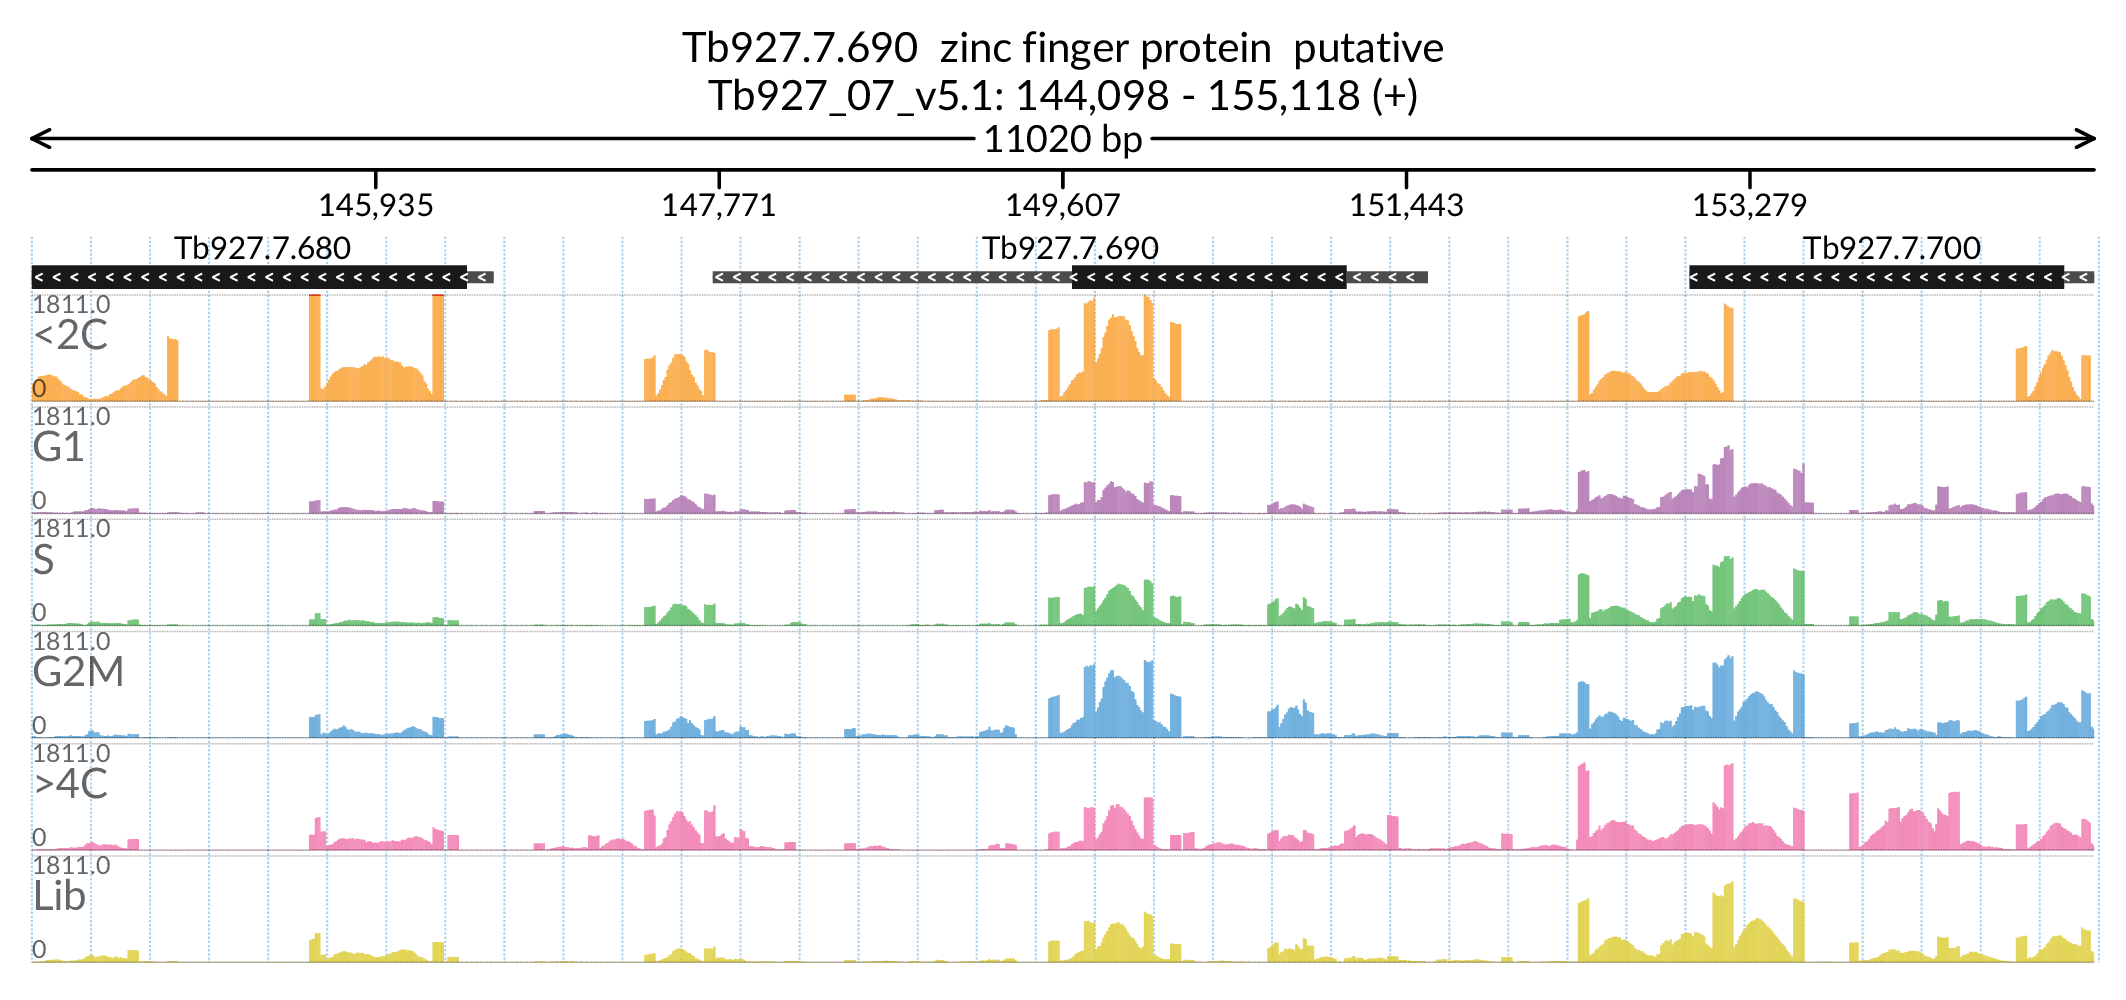 Tb927.7.690  zinc finger protein  putative
Tb927_07_v5.1: 144,098 - 155,118 (+)
11020 bp
145,935 147,771 149,607 151,443 153,279
Tb927.7.680 Tb927.7.690 Tb927.7.700
1811.0
<2C
0
1811.0
G1
0
1811.0
S
0
1811.0
G2M
0
1811.0
>4C
0
1811.0
Lib
0